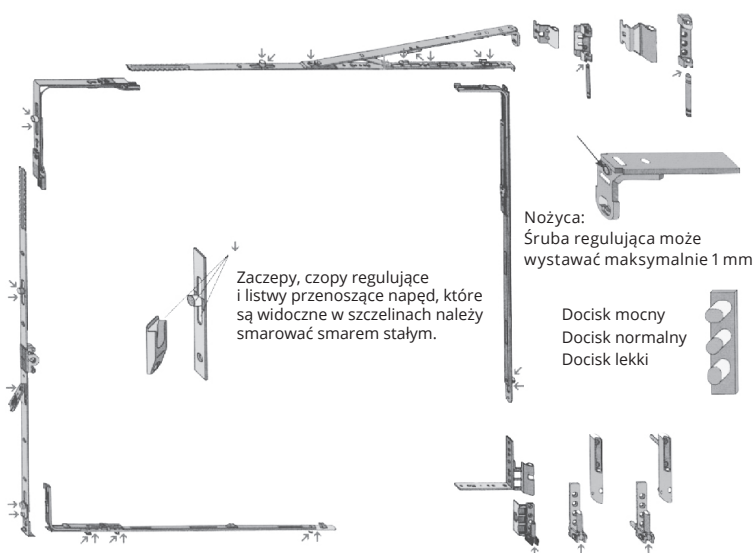 Nożyca:
Śruba regulująca może
wystawać maksymalnie 1 mm
Zaczepy, czopy regulujące
i listwy przenoszące napęd, które
są widoczne w szczelinach należy
smarować smarem stałym.
Docisk mocny
Docisk normalny
Docisk lekki